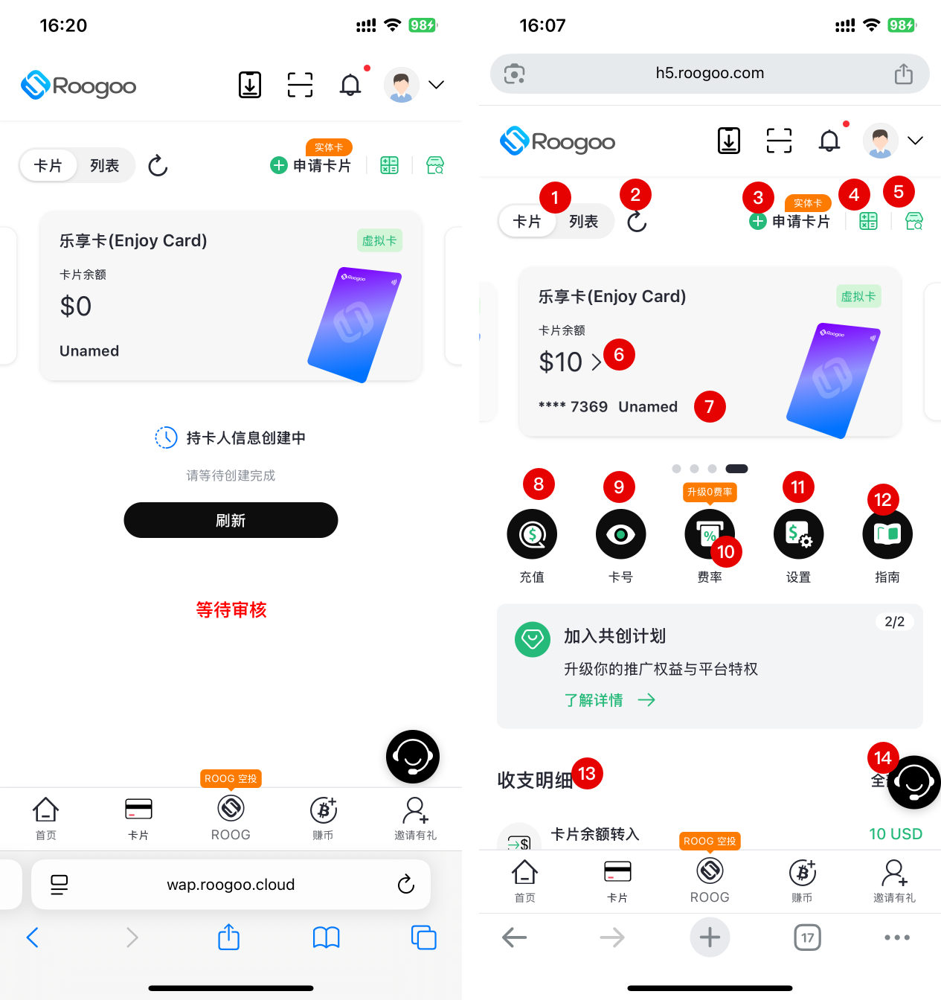 16:20
98
Roogoo
实体卡
卡片
列表
申请卡片
乐享卡(Enjoy Card)
虚拟卡
卡片余额
Roogoo
$0
Unamed
持卡人信息创建中
请等待创建完成
刷新
等待审核
ROOG 空投
首页
卡片
ROOG
赚币
邀请有礼
wap.roogoo.cloud
16:07
98
h5.roogoo.com
Roogoo
1
2
3
4
5
实体卡
卡片
列表
申请卡片
乐享卡(Enjoy Card)
虚拟卡
卡片余额
Roogoo
$10
6
**** 7369 Unamed
7
8
9
升级0费率
11
12
10
充值
卡号
费率
设置
指南
2/2
加入共创计划
升级你的推广权益与平台特权
了解详情
收支明细
13
14
全
卡片余额转入
10 USD
ROOG 空投
首页
卡片
ROOG
赚币
邀请有礼
17